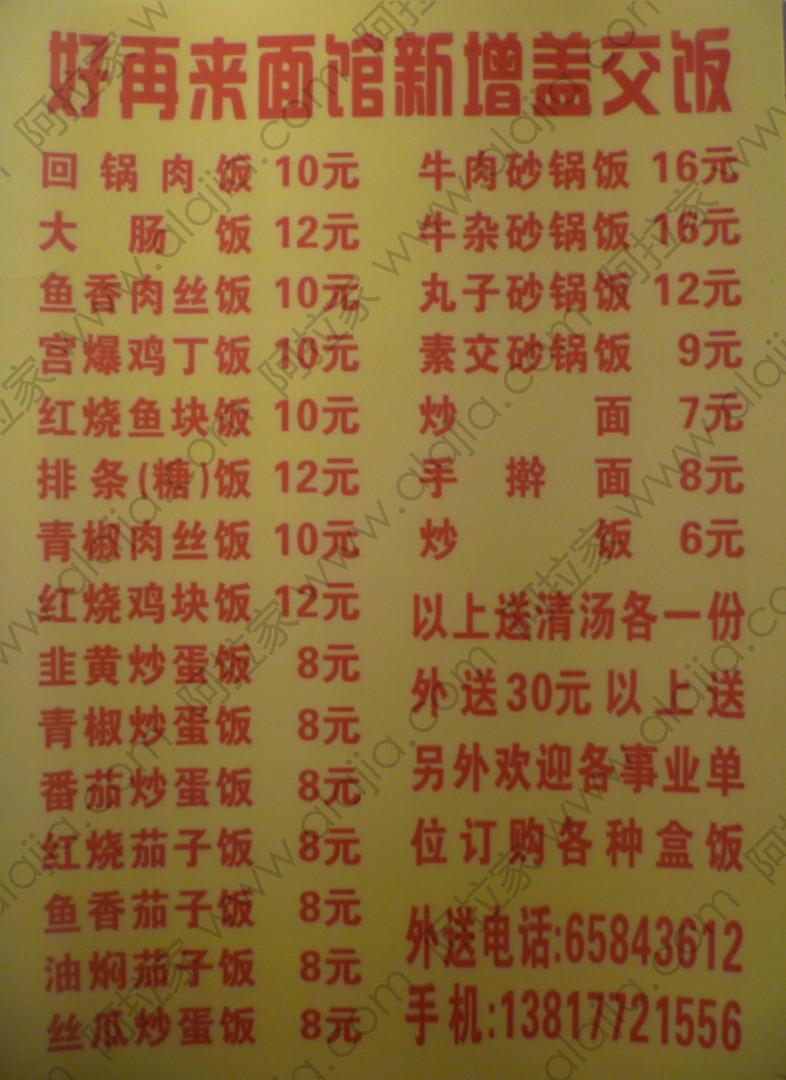 好再来面馆新增盖交饭
回锅肉饭 10元
大肠饭 12元
鱼香肉丝饭 10元
宫爆鸡丁饭 10元
红烧鱼块饭 10元
排条(糖)饭 12元
青椒肉丝饭 10元
红烧鸡块饭 12元
韭黄炒蛋饭 8元
青椒炒蛋饭 8元
番茄炒蛋饭 8元
红烧茄子饭 8元
鱼香茄子饭 8元
油焖茄子饭 8元
丝瓜炒蛋饭 8元
牛肉砂锅饭 16元
牛杂砂锅饭 16元
丸子砂锅饭 12元
素交砂锅饭 9元
炒面 7元
手擀面 8元
炒饭 6元
以上送清汤各一份
外送30元以上送
另外欢迎各事业单
位订购各种盒饭
外送电话:65843612
手机:13817721556
阿拉家 www.alajia.com